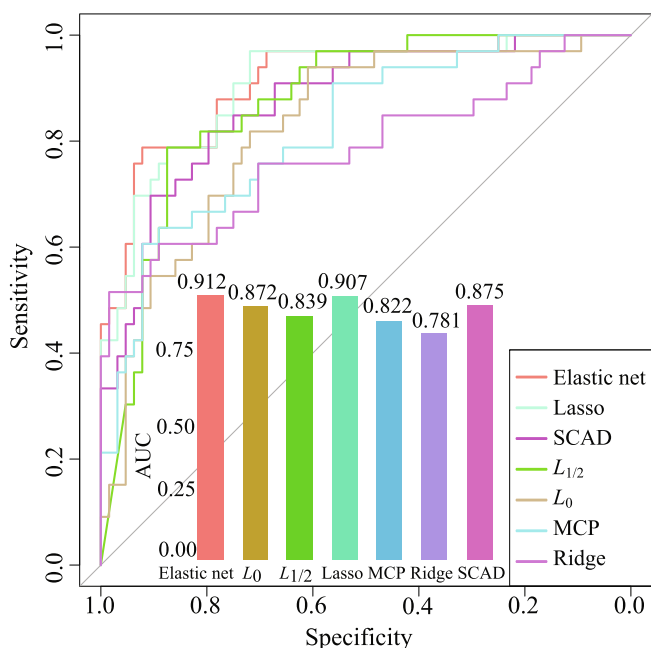 1.0
0.8
0.6
0.4
0.2
0.0
Sensitivity
0.912
0.872
0.839
0.907
0.822
0.781
0.875
0.75
0.50
0.25
0.00
AUC
Elastic net L0 L1/2 Lasso MCP Ridge SCAD
Elastic net
Lasso
SCAD
L1/2
L0
MCP
Ridge
1.0 0.8 0.6 0.4 0.2 0.0
Specificity